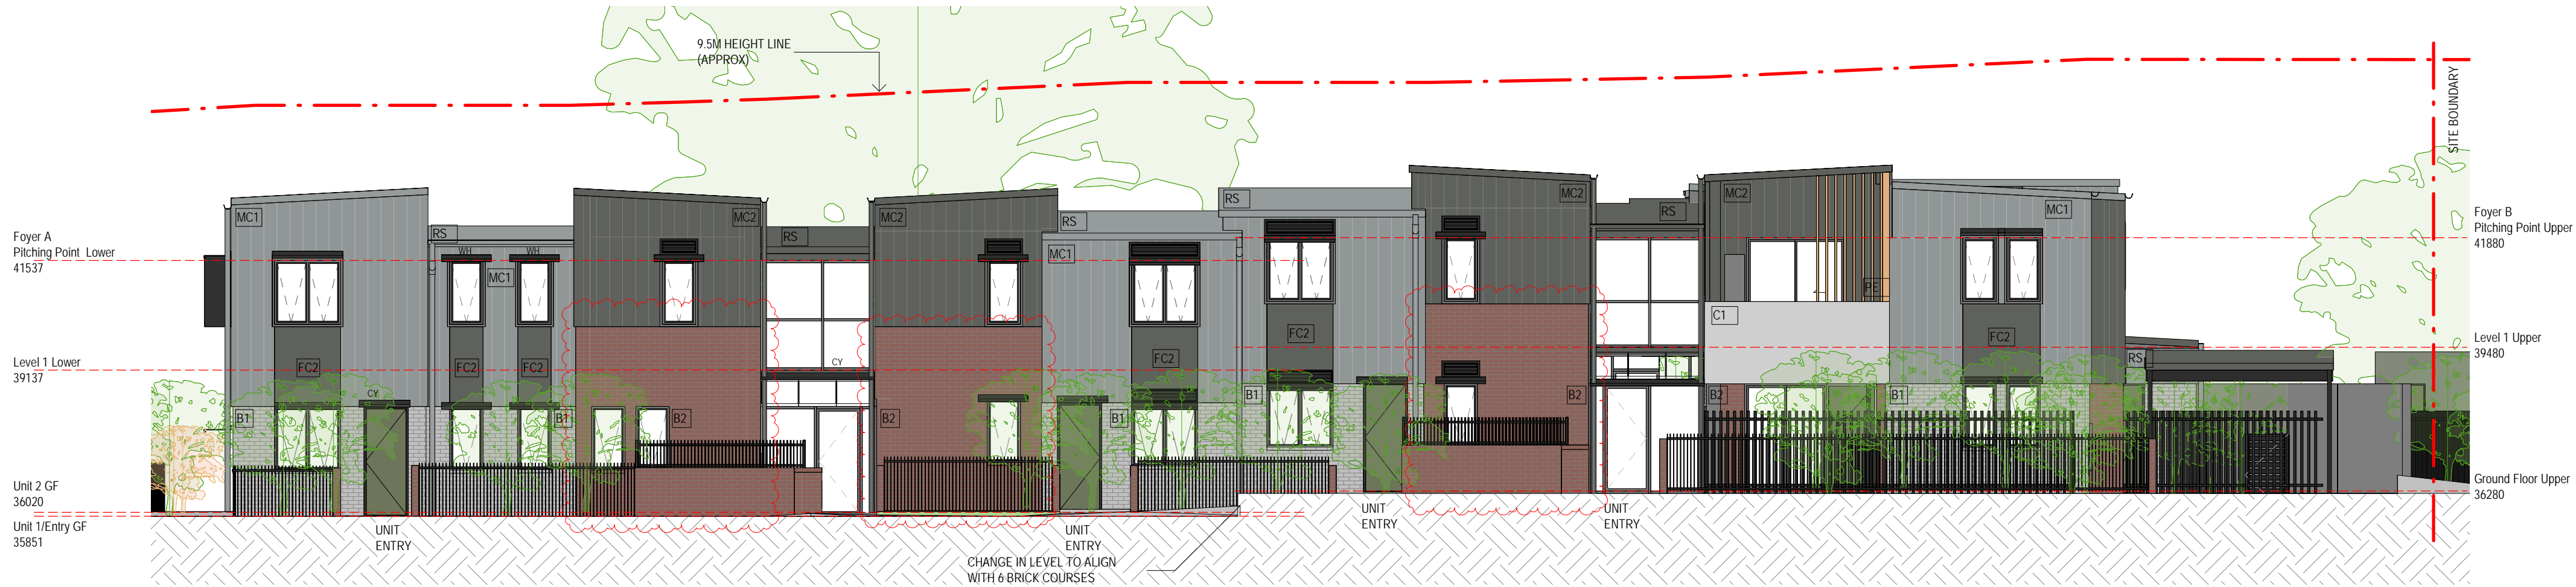 9.5M HEIGHT LINE
(APPROX)
SITE BOUNDARY
Foyer A
Pitching Point Lower
41537
Level 1 Lower
39137
Unit 2 GF
36020
Unit 1/Entry GF
35851
Foyer B
Pitching Point Upper
41880
Level 1 Upper
39480
Ground Floor Upper
36280
MC1
RS
WH
WH
MC1
MC2
RS
MC2
RS
MC1
RS
MC2
RS
MC2
MC1
PE
C1
FC2
FC2
FC2
CY
CY
FC2
FC2
FC2
RS
B1
B1
B2
B2
B1
B1
B2
B2
B1
UNIT
ENTRY
UNIT
ENTRY
UNIT
ENTRY
UNIT
ENTRY
CHANGE IN LEVEL TO ALIGN
WITH 6 BRICK COURSES